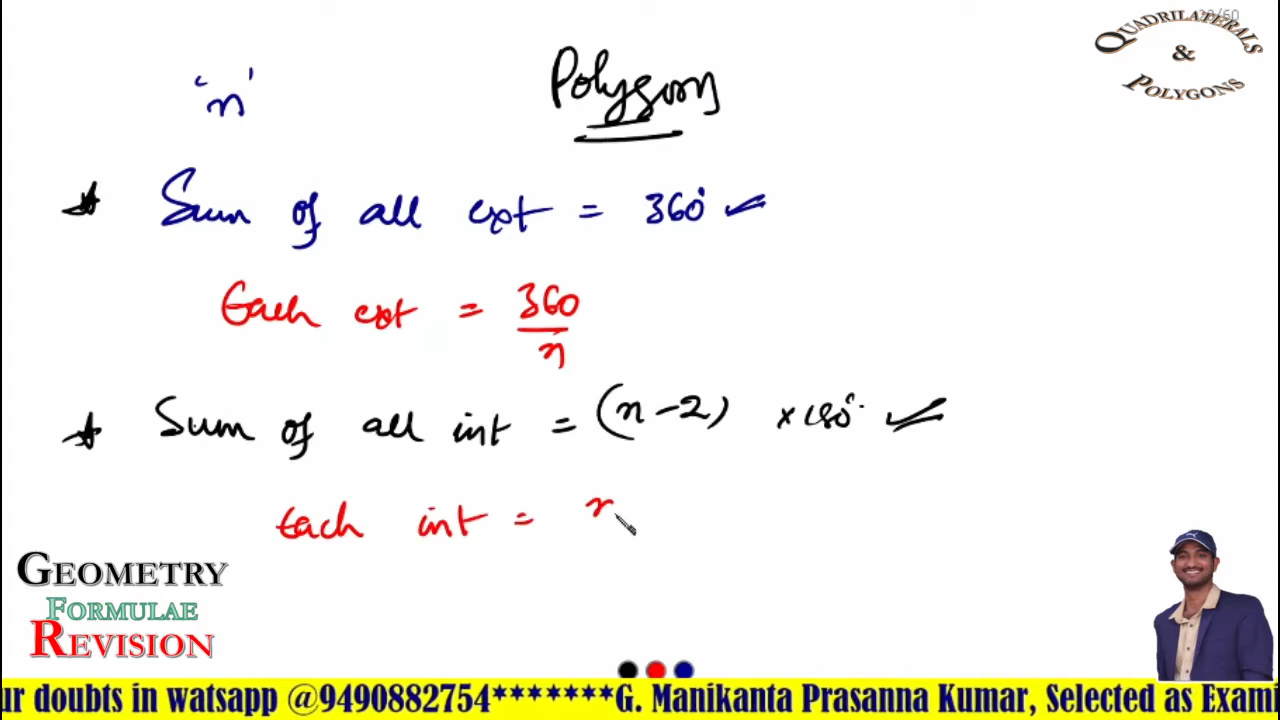 QUADRILATERALS
&
POLYGONS
'n'
Polygon
Sum of all ext = 360°
Each ext = 360/n
Sum of all int = (n-2) × 180°
Each int = n
GEOMETRY
FORMULAE
REVISION
ur doubts in watsapp @9490882754*******G. Manikanta Prasanna Kumar, Selected as Exami